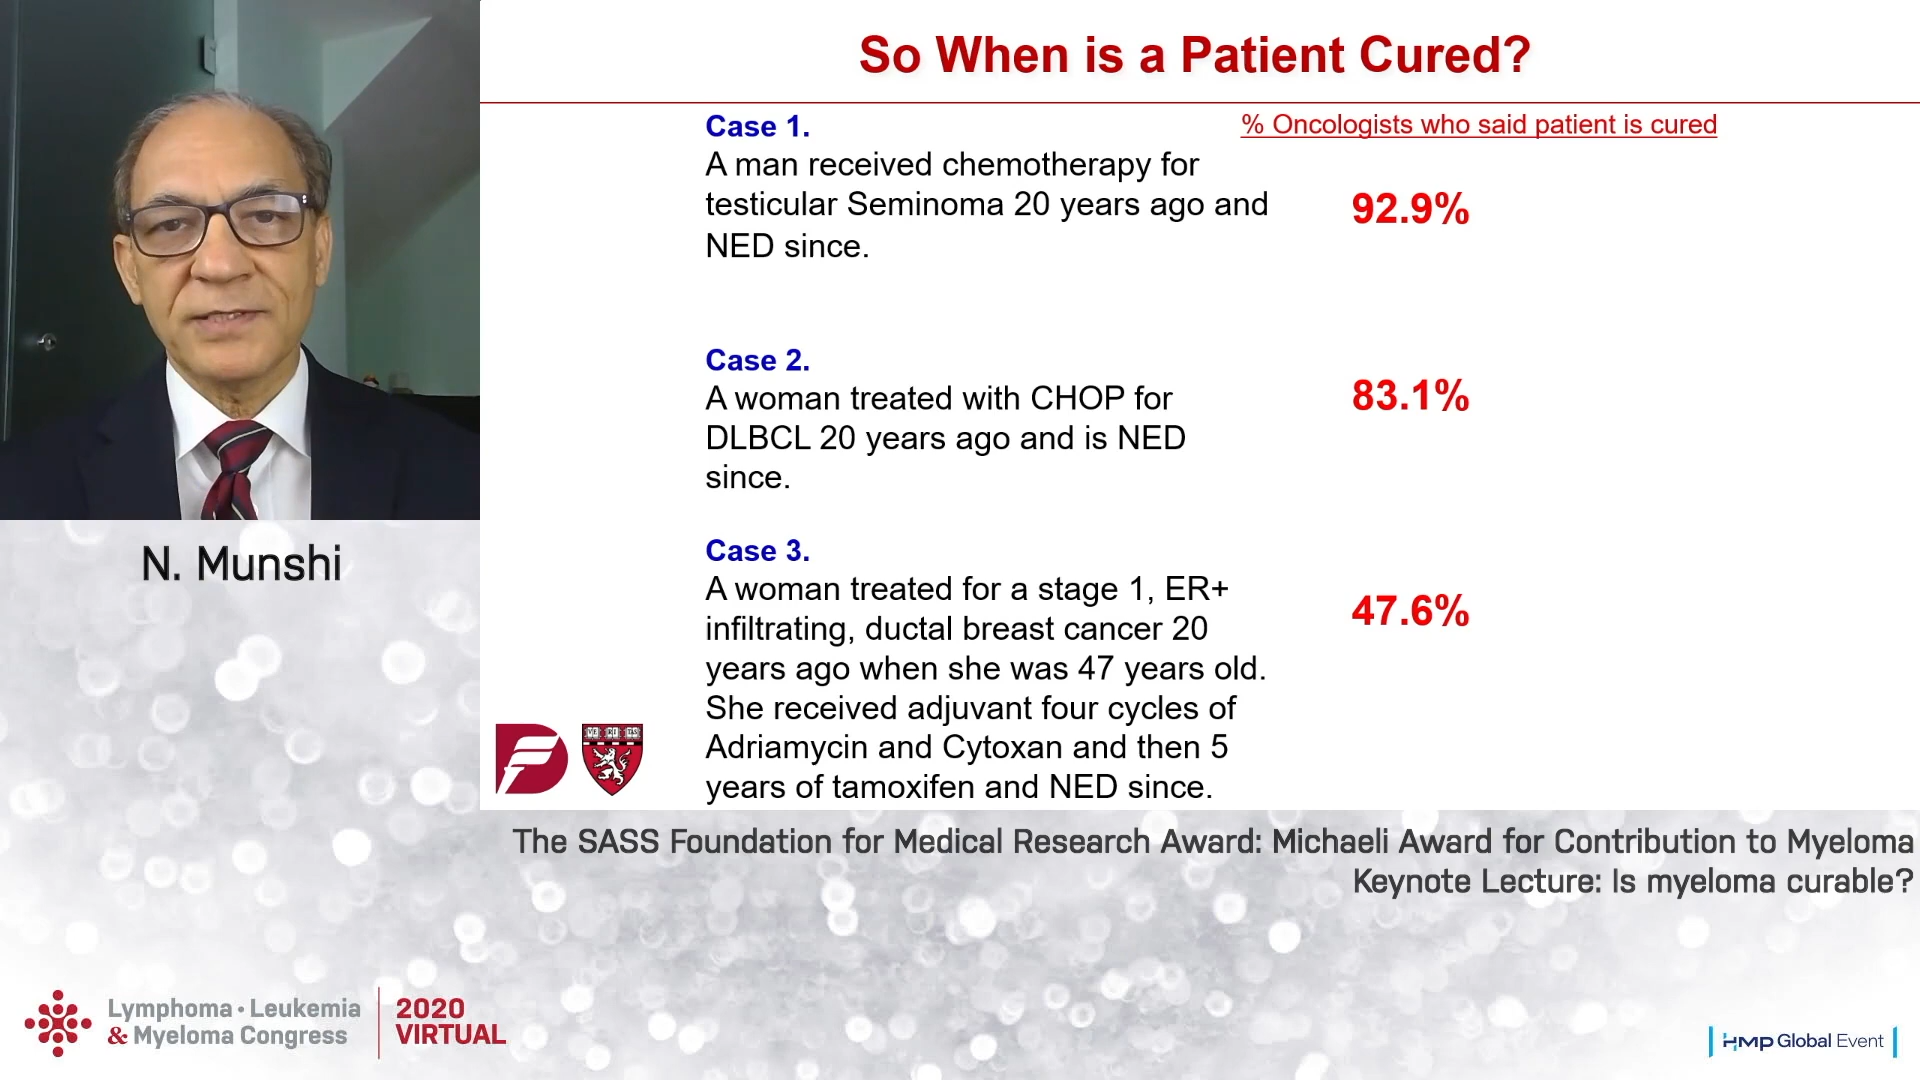 So When is a Patient Cured?
Case 1.
% Oncologists who said patient is cured
A man received chemotherapy for
testicular Seminoma 20 years ago and
NED since.
92.9%
Case 2.
A woman treated with CHOP for
DLBCL 20 years ago and is NED
since.
83.1%
Case 3.
A woman treated for a stage 1, ER+
infiltrating, ductal breast cancer 20
years ago when she was 47 years old.
She received adjuvant four cycles of
Adriamycin and Cytoxan and then 5
years of tamoxifen and NED since.
47.6%
N. Munshi
VE RI TAS
The SASS Foundation for Medical Research Award: Michaeli Award for Contribution to Myeloma
Keynote Lecture: Is myeloma curable?
Lymphoma • Leukemia
& Myeloma Congress
2020
VIRTUAL
HMP Global Event